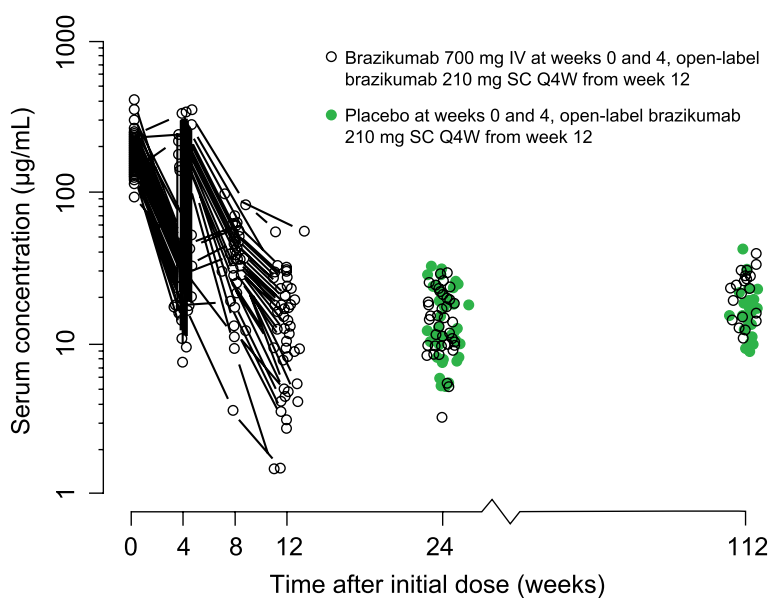 1000
100
10
1
Serum concentration (μg/mL)
Brazikumab 700 mg IV at weeks 0 and 4, open-label
brazikumab 210 mg SC Q4W from week 12
Placebo at weeks 0 and 4, open-label brazikumab
210 mg SC Q4W from week 12
0 4 8 12 24 112
Time after initial dose (weeks)